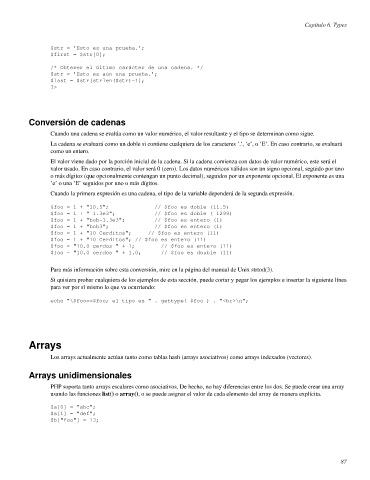 Capítulo 6. Types
$str = 'Esto es una prueba.';
$first = $str[0];
/* Obtener el último carácter de una cadena. */
$str = 'Esto es aún una prueba.';
$last = $str[strlen($str)-1];
?>
Conversión de cadenas
Cuando una cadena se evalúa como un valor numérico, el valor resultante y el tipo se determinan como sigue.
La cadena se evaluará como un doble si contiene cualquiera de los caracteres '.', 'e', o 'E'. En caso contrario, se evaluará
como un entero.
El valor viene dado por la porción inicial de la cadena. Si la cadena comienza con datos de valor numérico, este será el
valor usado. En caso contrario, el valor será 0 (cero). Los datos numéricos válidos son un signo opcional, seguido por uno
o más dígitos (que opcionalmente contengan un punto decimal), seguidos por un exponente opcional. El exponente es una
'e' o una 'E' seguidos por uno o más dígitos.
Cuando la primera expresión es una cadena, el tipo de la variable dependerá de la segunda expresión.
$foo = 1 + "10.5"; // $foo es doble (11.5)
$foo = 1 + "-1.3e3"; // $foo es doble (-1299)
$foo = 1 + "bob-1.3e3"; // $foo es entero (1)
$foo = 1 + "bob3"; // $foo es entero (1)
$foo = 1 + "10 Cerditos"; // $foo es entero (11)
$foo = 1 + "10 Cerditos"; // $foo es entero (11)
$foo = "10.0 cerdos " + 1; // $foo es entero (11)
$foo = "10.0 cerdos " + 1.0; // $foo es double (11)
Para más información sobre esta conversión, mire en la página del manual de Unix strtod(3).
Si quisiera probar cualquiera de los ejemplos de esta sección, puede cortar y pegar los ejemplos e insertar la siguiente línea
para ver por sí mismo lo que va ocurriendo:
echo "\$foo==$foo; el tipo es " . gettype( $foo ) . "<br>\n";
Arrays
Los arrays actualmente actúan tanto como tablas hash (arrays asociativos) como arrays indexados (vectores).
Arrays unidimensionales
PHP soporta tanto arrays escalares como asociativos. De hecho, no hay diferencias entre los dos. Se puede crear una array
usando las funciones list() o array(), o se puede asignar el valor de cada elemento del array de manera explícita.
$a[0] = "abc";
$a[1] = "def";
$b["foo"] = 13;
87